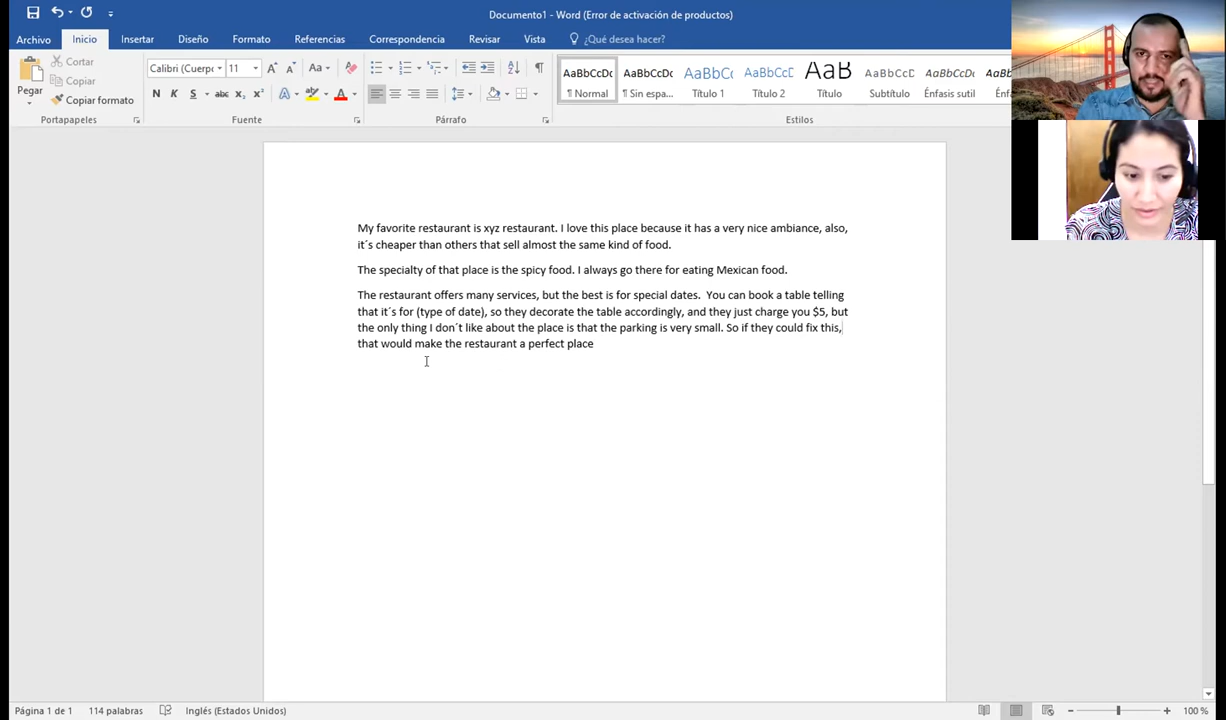 Documento1 - Word (Error de activación de productos)
Archivo Inicio Insertar Diseño Formato Referencias Correspondencia Revisar Vista ¿Qué desea hacer?
Pegar Cortar
Copiar
Copiar formato
Calibri (Cuerpo 11 Aa
N K S abc x₂ x² A A
AaBbCcDc AaBbCcDc AaBbC AaBbCcD AaB AaBbCcD AaBbCcDc
¶ Normal ¶ Sin espa... Título 1 Título 2 Título Subtítulo Énfasis sutil
Portapapeles Fuente Párrafo Estilos
My favorite restaurant is xyz restaurant. I love this place because it has a very nice ambiance, also,
it´s cheaper than others that sell almost the same kind of food.
The specialty of that place is the spicy food. I always go there for eating Mexican food.
The restaurant offers many services, but the best is for special dates.  You can book a table telling
that it´s for (type of date), so they decorate the table accordingly, and they just charge you $5, but
the only thing I don´t like about the place is that the parking is very small. So if they could fix this,
that would make the restaurant a perfect place
Página 1 de 1 114 palabras Inglés (Estados Unidos) 100 %